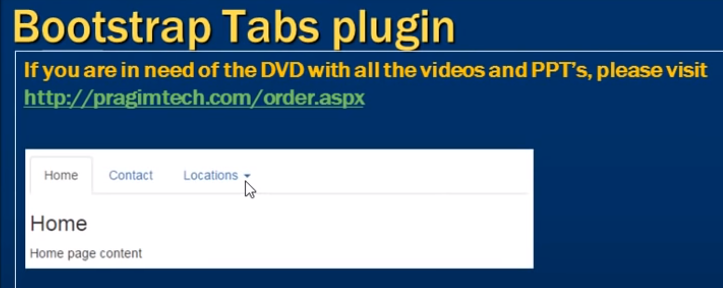 Bootstrap Tabs plugin
If you are in need of the DVD with all the videos and PPT's, please visit
http://pragimtech.com/order.aspx
Home Contact Locations
Home
Home page content